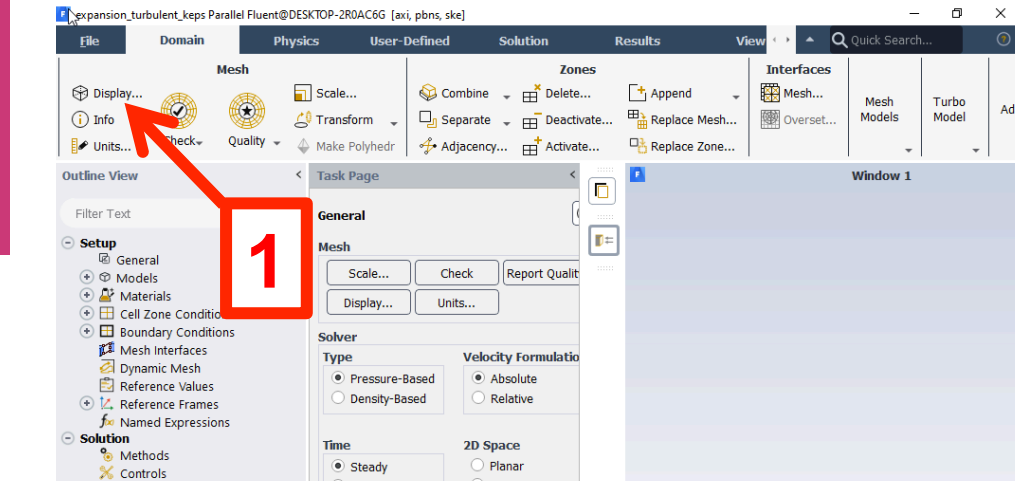 expansion_turbulent_keps Parallel Fluent@DESKTOP-2R0AC6G [axi, pbns, ske]
File Domain Physics User-Defined Solution Results View Quick Search...
Mesh Zones Interfaces
Display... Scale... Combine Delete... Append Mesh... Mesh Models Turbo Model Ad
Info Transform Separate Deactivate... Replace Mesh... Overset...
Units... Check Quality Make Polyhedr Adjacency... Activate... Replace Zone...
Outline View Task Page Window 1
Filter Text
General
Setup
General
Models
Materials
Cell Zone Conditio
Boundary Conditions
Mesh Interfaces
Dynamic Mesh
Reference Values
Reference Frames
Named Expressions
Solution
Methods
Controls
1
Mesh
Scale... Check Report Qualit
Display... Units...
Solver
Type Velocity Formulatio
Pressure-Based Absolute
Density-Based Relative
Time 2D Space
Steady Planar